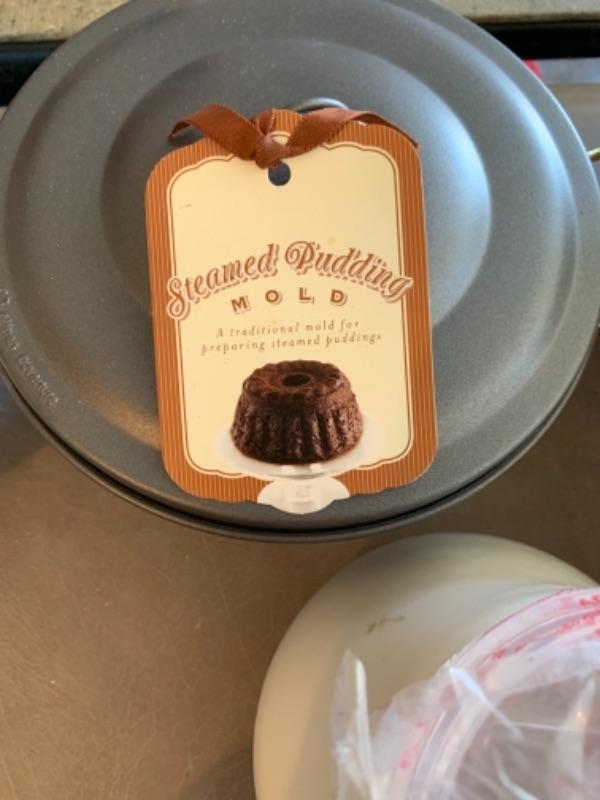 Steamed Pudding
MOLD
A traditional mold for
preparing steamed puddings